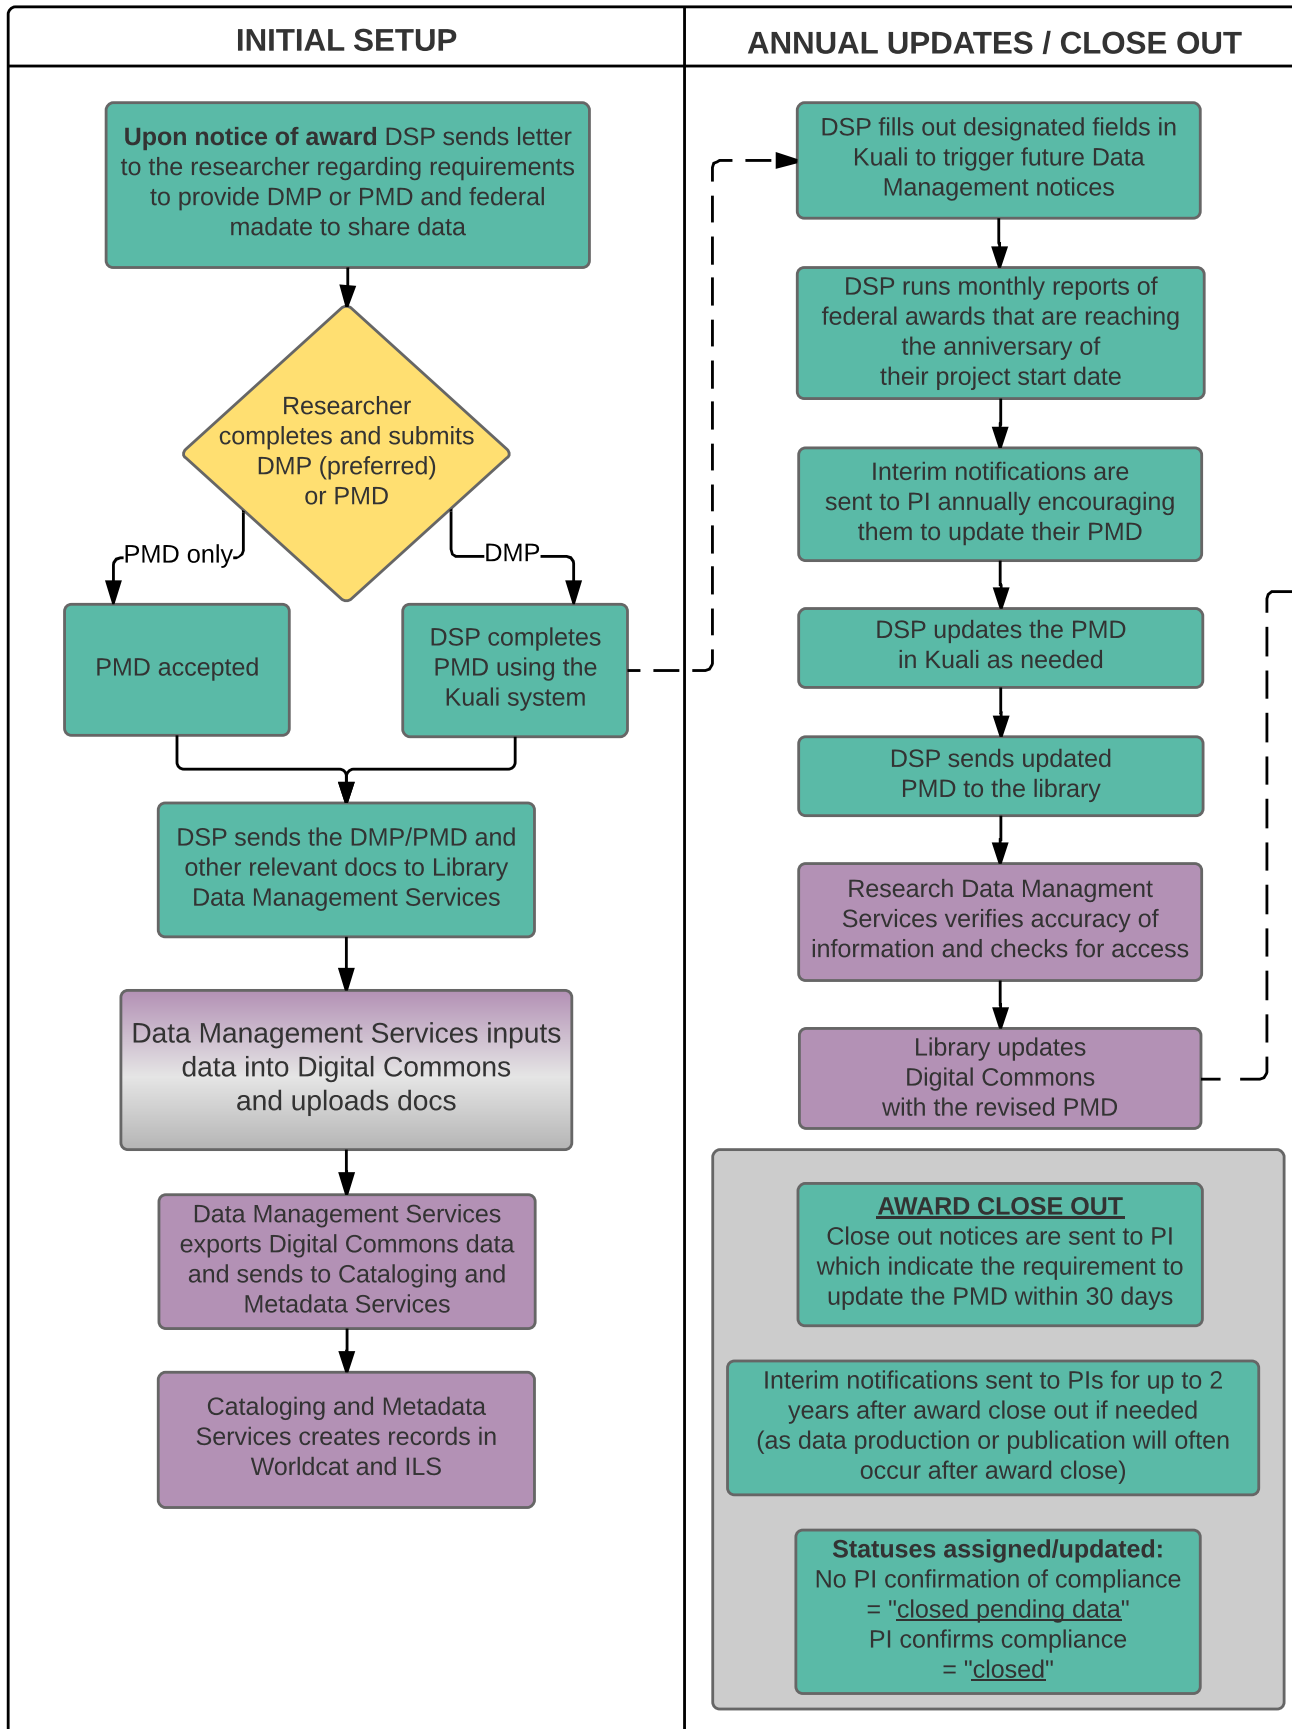 INITIAL SETUP
Upon notice of award DSP sends letter
to the researcher regarding requirements
to provide DMP or PMD and federal
madate to share data
Researcher
completes and submits
DMP (preferred)
or PMD
PMD only
DMP
PMD accepted
DSP completes
PMD using the
Kuali system
DSP sends the DMP/PMD and
other relevant docs to Library
Data Management Services
Data Management Services inputs
data into Digital Commons
and uploads docs
Data Management Services
exports Digital Commons data
and sends to Cataloging and
Metadata Services
Cataloging and Metadata
Services creates records in
Worldcat and ILS
ANNUAL UPDATES / CLOSE OUT
DSP fills out designated fields in
Kuali to trigger future Data
Management notices
DSP runs monthly reports of
federal awards that are reaching
the anniversary of
their project start date
Interim notifications are
sent to PI annually encouraging
them to update their PMD
DSP updates the PMD
in Kuali as needed
DSP sends updated
PMD to the library
Research Data Managment
Services verifies accuracy of
information and checks for access
Library updates
Digital Commons
with the revised PMD
AWARD CLOSE OUT
Close out notices are sent to PI
which indicate the requirement to
update the PMD within 30 days
Interim notifications sent to PIs for up to 2
years after award close out if needed
(as data production or publication will often
occur after award close)
Statuses assigned/updated:
No PI confirmation of compliance
= "closed pending data"
PI confirms compliance
= "closed"